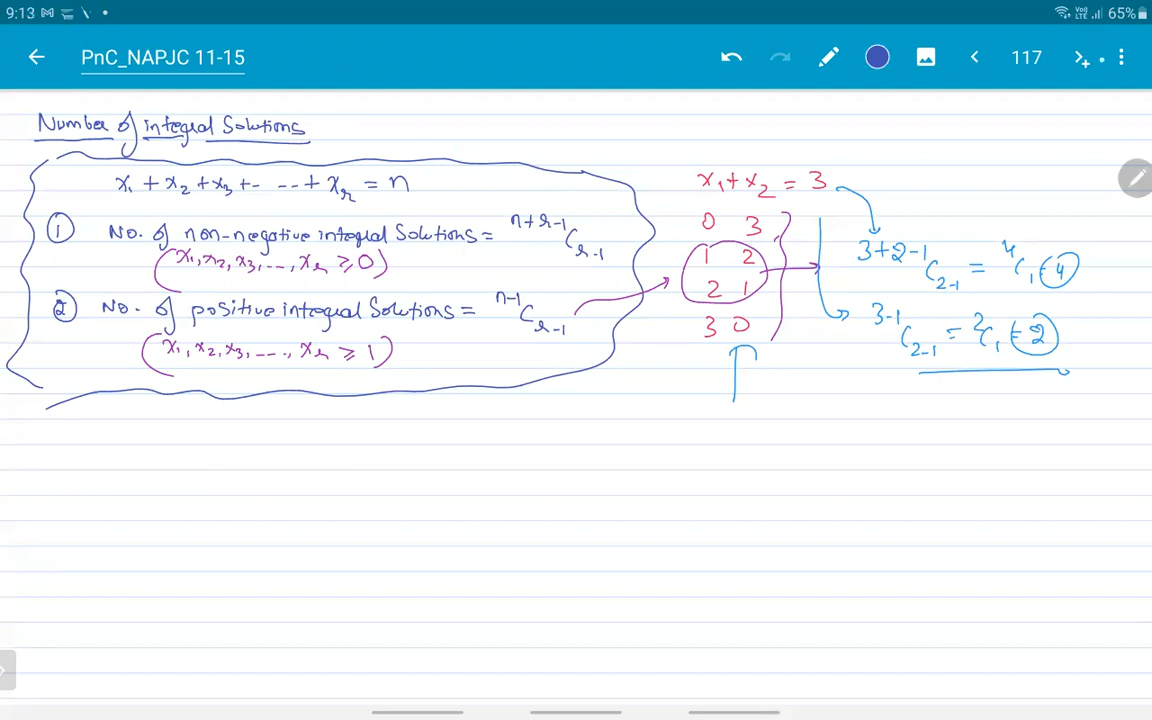 9:13
VoI) LTE 65%
PnC_NAPJC 11-15
117
Number of integral Solutions
x₁ + x₂ + x₃ + - -- + xᵣ = n
① No. of non-negative integral Solutions = ⁿ⁺ʳ⁻¹Cᵣ₋₁
(x₁, x₂, x₃, ..., xᵣ ≥ 0)
② No. of positive integral Solutions = ⁿ⁻¹Cᵣ₋₁
(x₁, x₂, x₃, ...., xᵣ ≥ 1)
x₁ + x₂ = 3
0 3
1 2
2 1
3 0
³⁺²⁻¹C₂₋₁ = ⁴C₁ = 4
³⁻¹C₂₋₁ = ²C₁ = 2